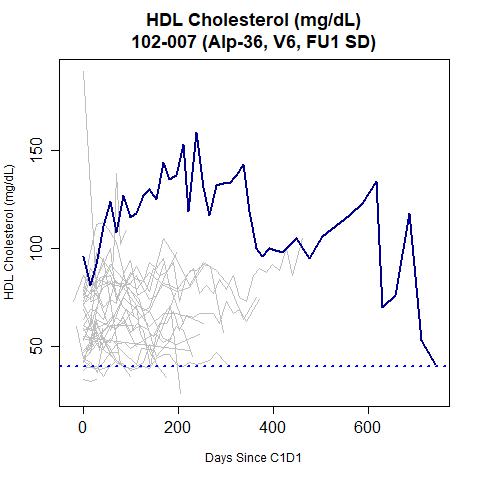 HDL Cholesterol (mg/dL)
102-007 (Alp-36, V6, FU1 SD)
HDL Cholesterol (mg/dL)
150
100
50
0
200
400
600
Days Since C1D1